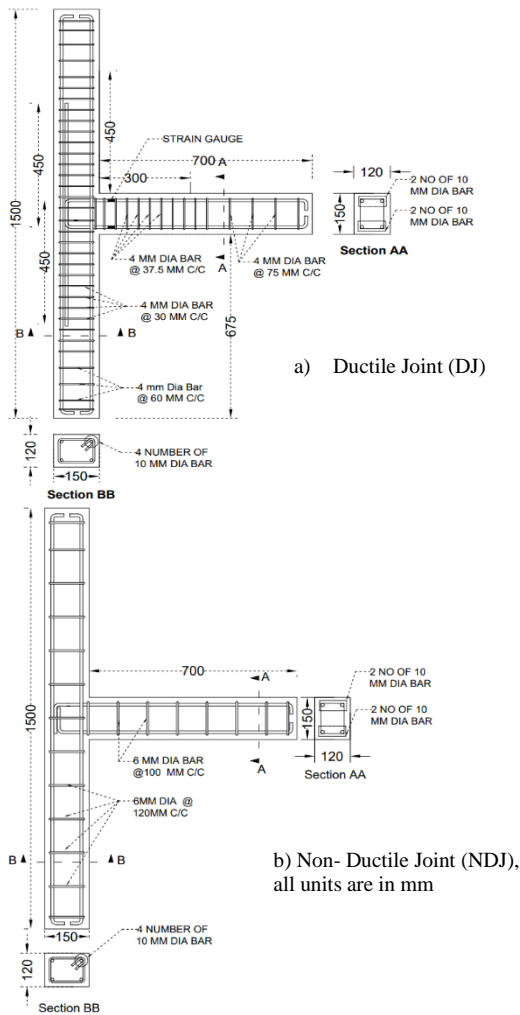 STRAIN GAUGE
700
A
300
450
450
450
1500
120
150
2 NO OF 10
MM DIA BAR
2 NO OF 10
MM DIA BAR
Section AA
4 MM DIA BAR
@ 37.5 MM C/C
A
4 MM DIA BAR
@ 75 MM C/C
4 MM DIA BAR
@ 30 MM C/C
B B
675
4 mm Dia Bar
@ 60 MM C/C
a) Ductile Joint (DJ)
120
4 NUMBER OF
10 MM DIA BAR
150
Section BB
700
A
1500
150
2 NO OF 10
MM DIA BAR
2 NO OF 10
MM DIA BAR
120
Section AA
6 MM DIA BAR
@100 MM C/C
A
6MM DIA @
120MM C/C
B B
b) Non- Ductile Joint (NDJ),
all units are in mm
4 NUMBER OF
10 MM DIA BAR
150
120
Section BB